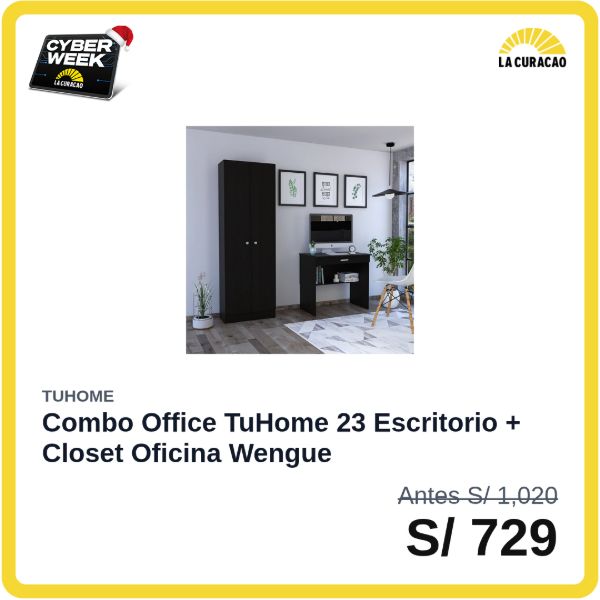 CYBER
WEEK
LA CURACAO
LA CURACAO
TUHOME
Combo Office TuHome 23 Escritorio +
Closet Oficina Wengue
Antes S/ 1,020
S/ 729